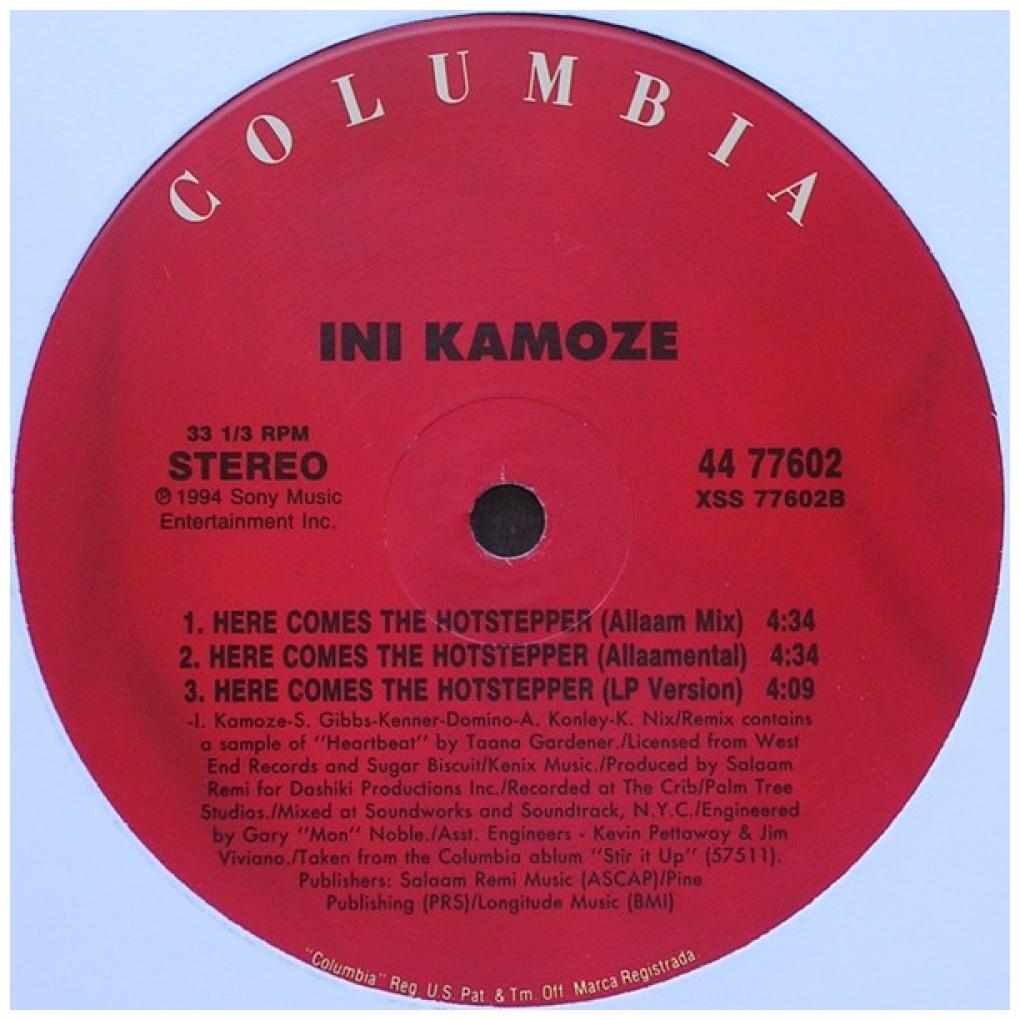 COLUMBIA
INI KAMOZE
33 1/3 RPM
STEREO
℗ 1994 Sony Music
Entertainment Inc.
44 77602
XSS 77602B
1. HERE COMES THE HOTSTEPPER (Allaam Mix) 4:34
2. HERE COMES THE HOTSTEPPER (Allaamental) 4:34
3. HERE COMES THE HOTSTEPPER (LP Version) 4:09
-I. Kamoze-S. Gibbs-Kenner-Domino-A. Konley-K. Nix/Remix contains
a sample of "Heartbeat" by Taana Gardener./Licensed from West
End Records and Sugar Biscuit/Kenix Music./Produced by Salaam
Remi for Dashiki Productions Inc./Recorded at The Crib/Palm Tree
Studios./Mixed at Soundworks and Soundtrack, N.Y.C./Engineered
by Gary "Mon" Noble./Asst. Engineers - Kevin Pettaway & Jim
Viviano./Taken from the Columbia ablum "Stir it Up" (57511).
Publishers: Salaam Remi Music (ASCAP)/Pine
Publishing (PRS)/Longitude Music (BMI)
"Columbia" Reg. U.S. Pat. & Tm. Off. Marca Registrada.